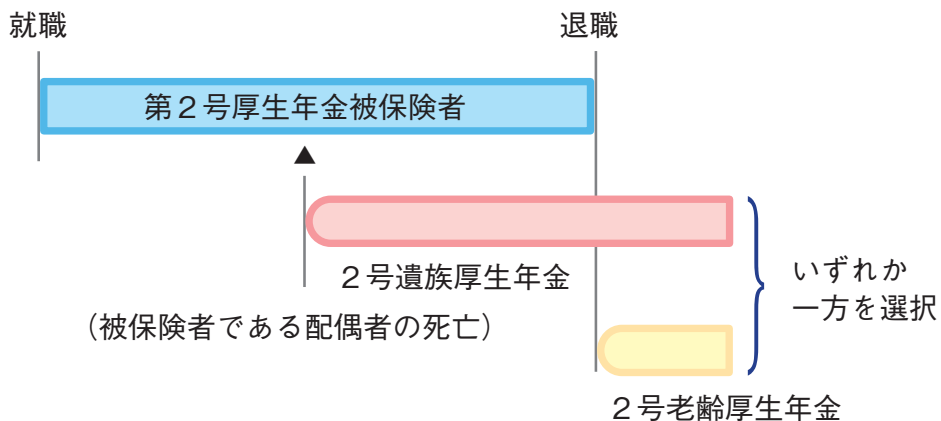 就職
退職
第２号厚生年金被保険者
２号遺族厚生年金
（被保険者である配偶者の死亡）
いずれか
一方を選択
２号老齢厚生年金